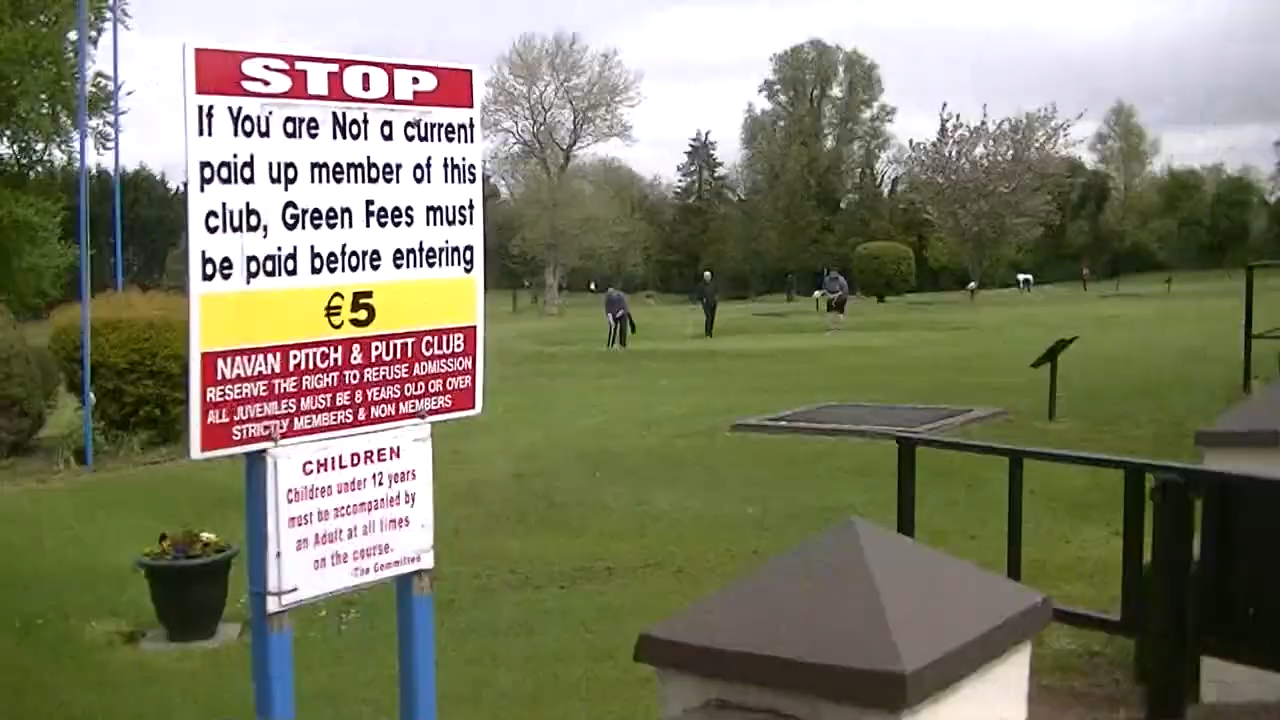 STOP
If You are Not a current
paid up member of this
club, Green Fees must
be paid before entering
€5
NAVAN PITCH & PUTT CLUB
RESERVE THE RIGHT TO REFUSE ADMISSION
ALL JUVENILES MUST BE 8 YEARS OLD OR OVER
STRICTLY MEMBERS & NON MEMBERS
CHILDREN
Children under 12 years
must be accompanied by
an Adult at all times
on the course.
-The Committee